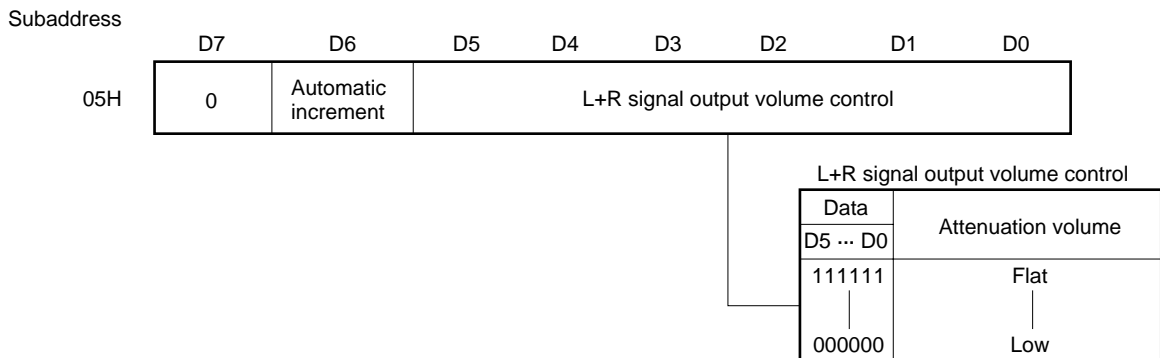 Subaddress
D7 D6 D5 D4 D3 D2 D1 D0
05H 0 Automatic increment L+R signal output volume control
L+R signal output volume control
Data Attenuation volume
D5 ··· D0
111111 Flat
000000 Low